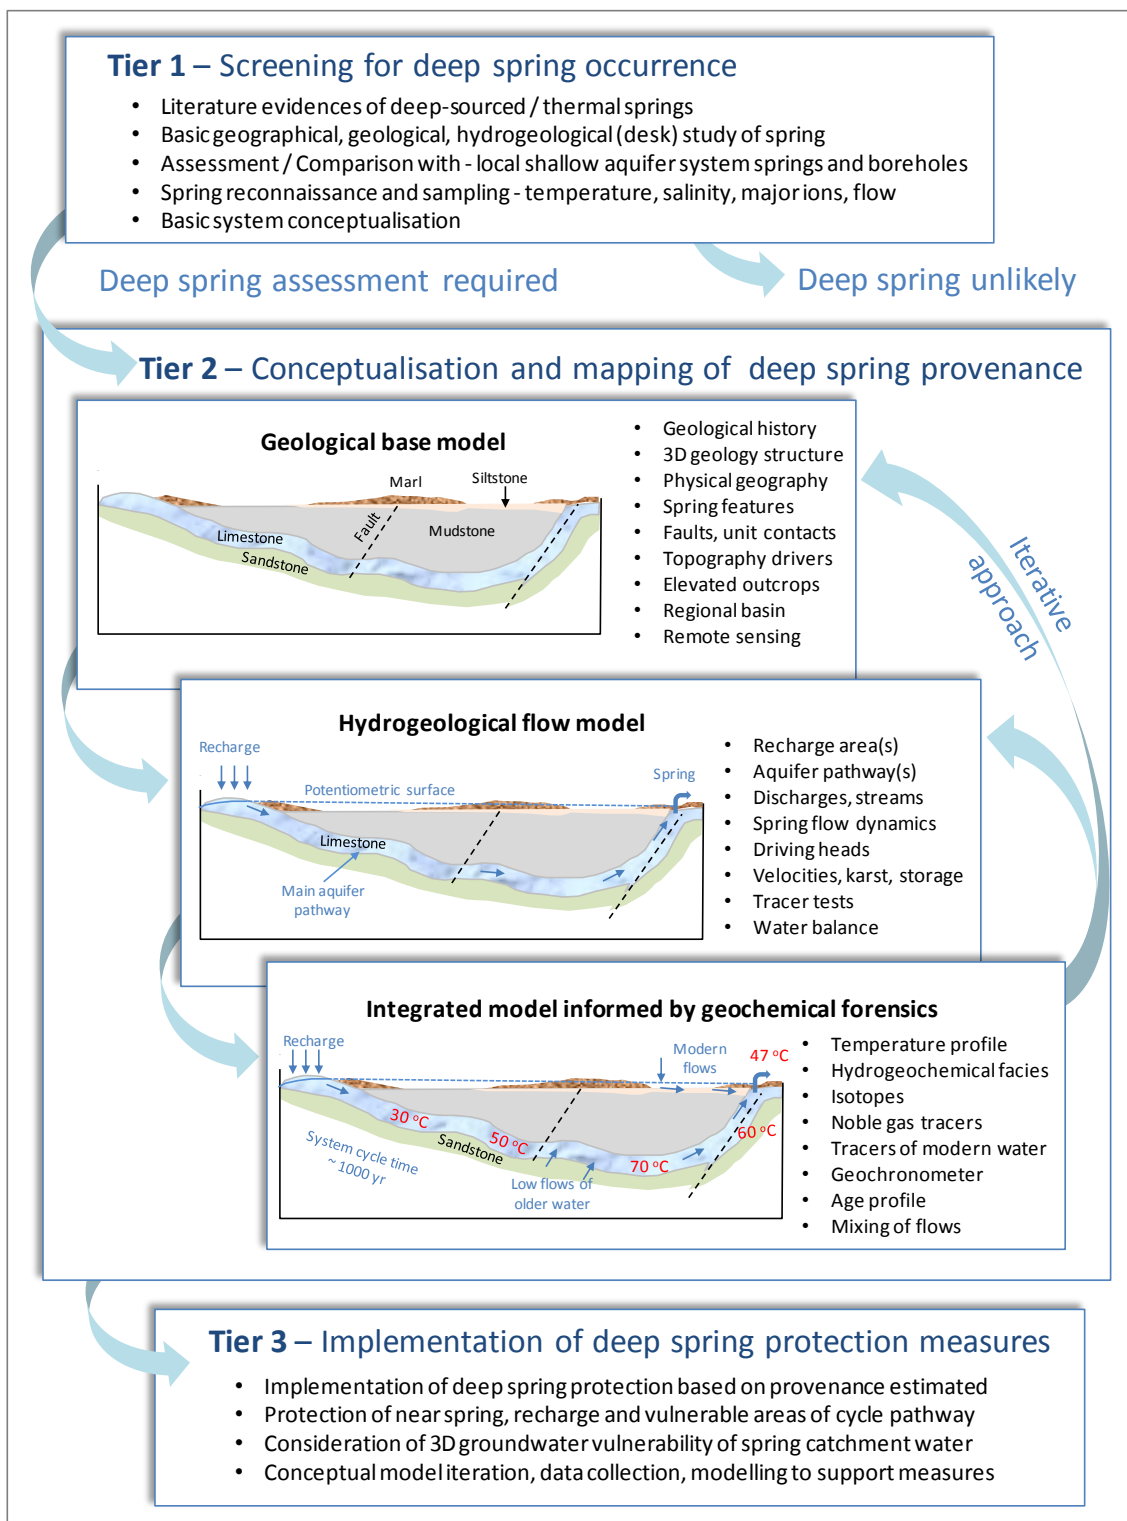 Tier 1 – Screening for deep spring occurrence
• Literature evidences of deep-sourced / thermal springs
• Basic geographical, geological, hydrogeological (desk) study of spring
• Assessment / Comparison with - local shallow aquifer system springs and boreholes
• Spring reconnaissance and sampling - temperature, salinity, major ions, flow
• Basic system conceptualisation
Deep spring assessment required
Deep spring unlikely
Tier 2 – Conceptualisation and mapping of deep spring provenance
Geological base model
Marl
Siltstone
Fault
Mudstone
Limestone
Sandstone
• Geological history
• 3D geology structure
• Physical geography
• Spring features
• Faults, unit contacts
• Topography drivers
• Elevated outcrops
• Regional basin
• Remote sensing
Iterative
approach
Hydrogeological flow model
Recharge
Potentiometric surface
Spring
Limestone
Main aquifer
pathway
• Recharge area(s)
• Aquifer pathway(s)
• Discharges, streams
• Spring flow dynamics
• Driving heads
• Velocities, karst, storage
• Tracer tests
• Water balance
Integrated model informed by geochemical forensics
Recharge
Modern
flows
47 °C
30 °C
50 °C
60 °C
70 °C
Sandstone
System cycle time
~ 1000 yr
Low flows of
older water
• Temperature profile
• Hydrogeochemical facies
• Isotopes
• Noble gas tracers
• Tracers of modern water
• Geochronometer
• Age profile
• Mixing of flows
Tier 3 – Implementation of deep spring protection measures
• Implementation of deep spring protection based on provenance estimated
• Protection of near spring, recharge and vulnerable areas of cycle pathway
• Consideration of 3D groundwater vulnerability of spring catchment water
• Conceptual model iteration, data collection, modelling to support measures